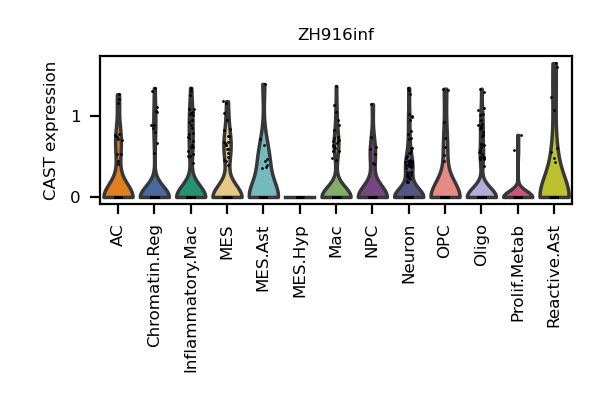 ZH916inf
CAST expression
1
0
AC
Chromatin.Reg
Inflammatory.Mac
MES
MES.Ast
MES.Hyp
Mac
NPC
Neuron
OPC
Oligo
Prolif.Metab
Reactive.Ast